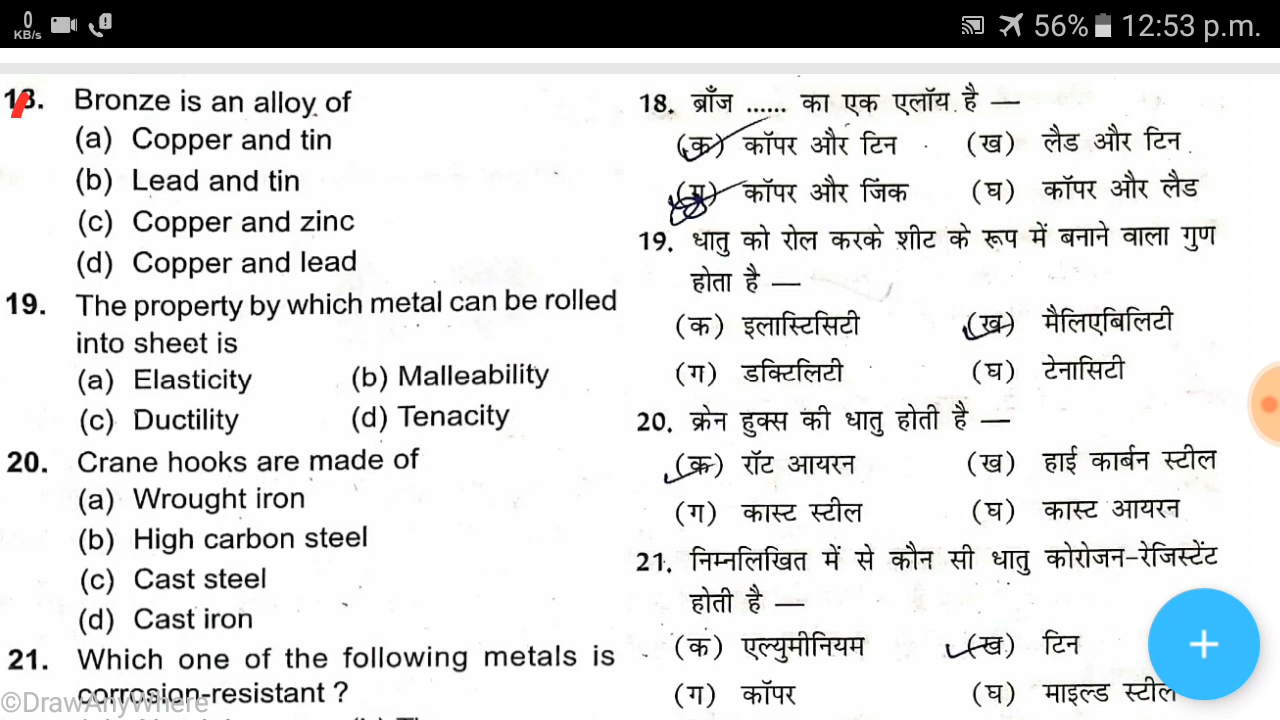 0
KB/s
56% 12:53 p.m.
18. Bronze is an alloy of
(a) Copper and tin
(b) Lead and tin
(c) Copper and zinc
(d) Copper and lead
19. The property by which metal can be rolled
into sheet is
(a) Elasticity (b) Malleability
(c) Ductility (d) Tenacity
20. Crane hooks are made of
(a) Wrought iron
(b) High carbon steel
(c) Cast steel
(d) Cast iron
21. Which one of the following metals is
corrosion-resistant ?
18. ब्राँज ...... का एक एलॉय है —
(क) कॉपर और टिन (ख) लैड और टिन
(ग) कॉपर और जिंक (घ) कॉपर और लैड
19. धातु को रोल करके शीट के रूप में बनाने वाला गुण
होता है —
(क) इलास्टिसिटी (ख) मैलिएबिलिटी
(ग) डक्टिलिटी (घ) टेनासिटी
20. क्रेन हुक्स की धातु होती है —
(क) रॉट आयरन (ख) हाई कार्बन स्टील
(ग) कास्ट स्टील (घ) कास्ट आयरन
21. निम्नलिखित में से कौन सी धातु कोरोजन-रेजिस्टेंट
होती है —
(क) एल्युमीनियम (ख) टिन
(ग) कॉपर (घ) माइल्ड स्टील
©DrawAnyWhere